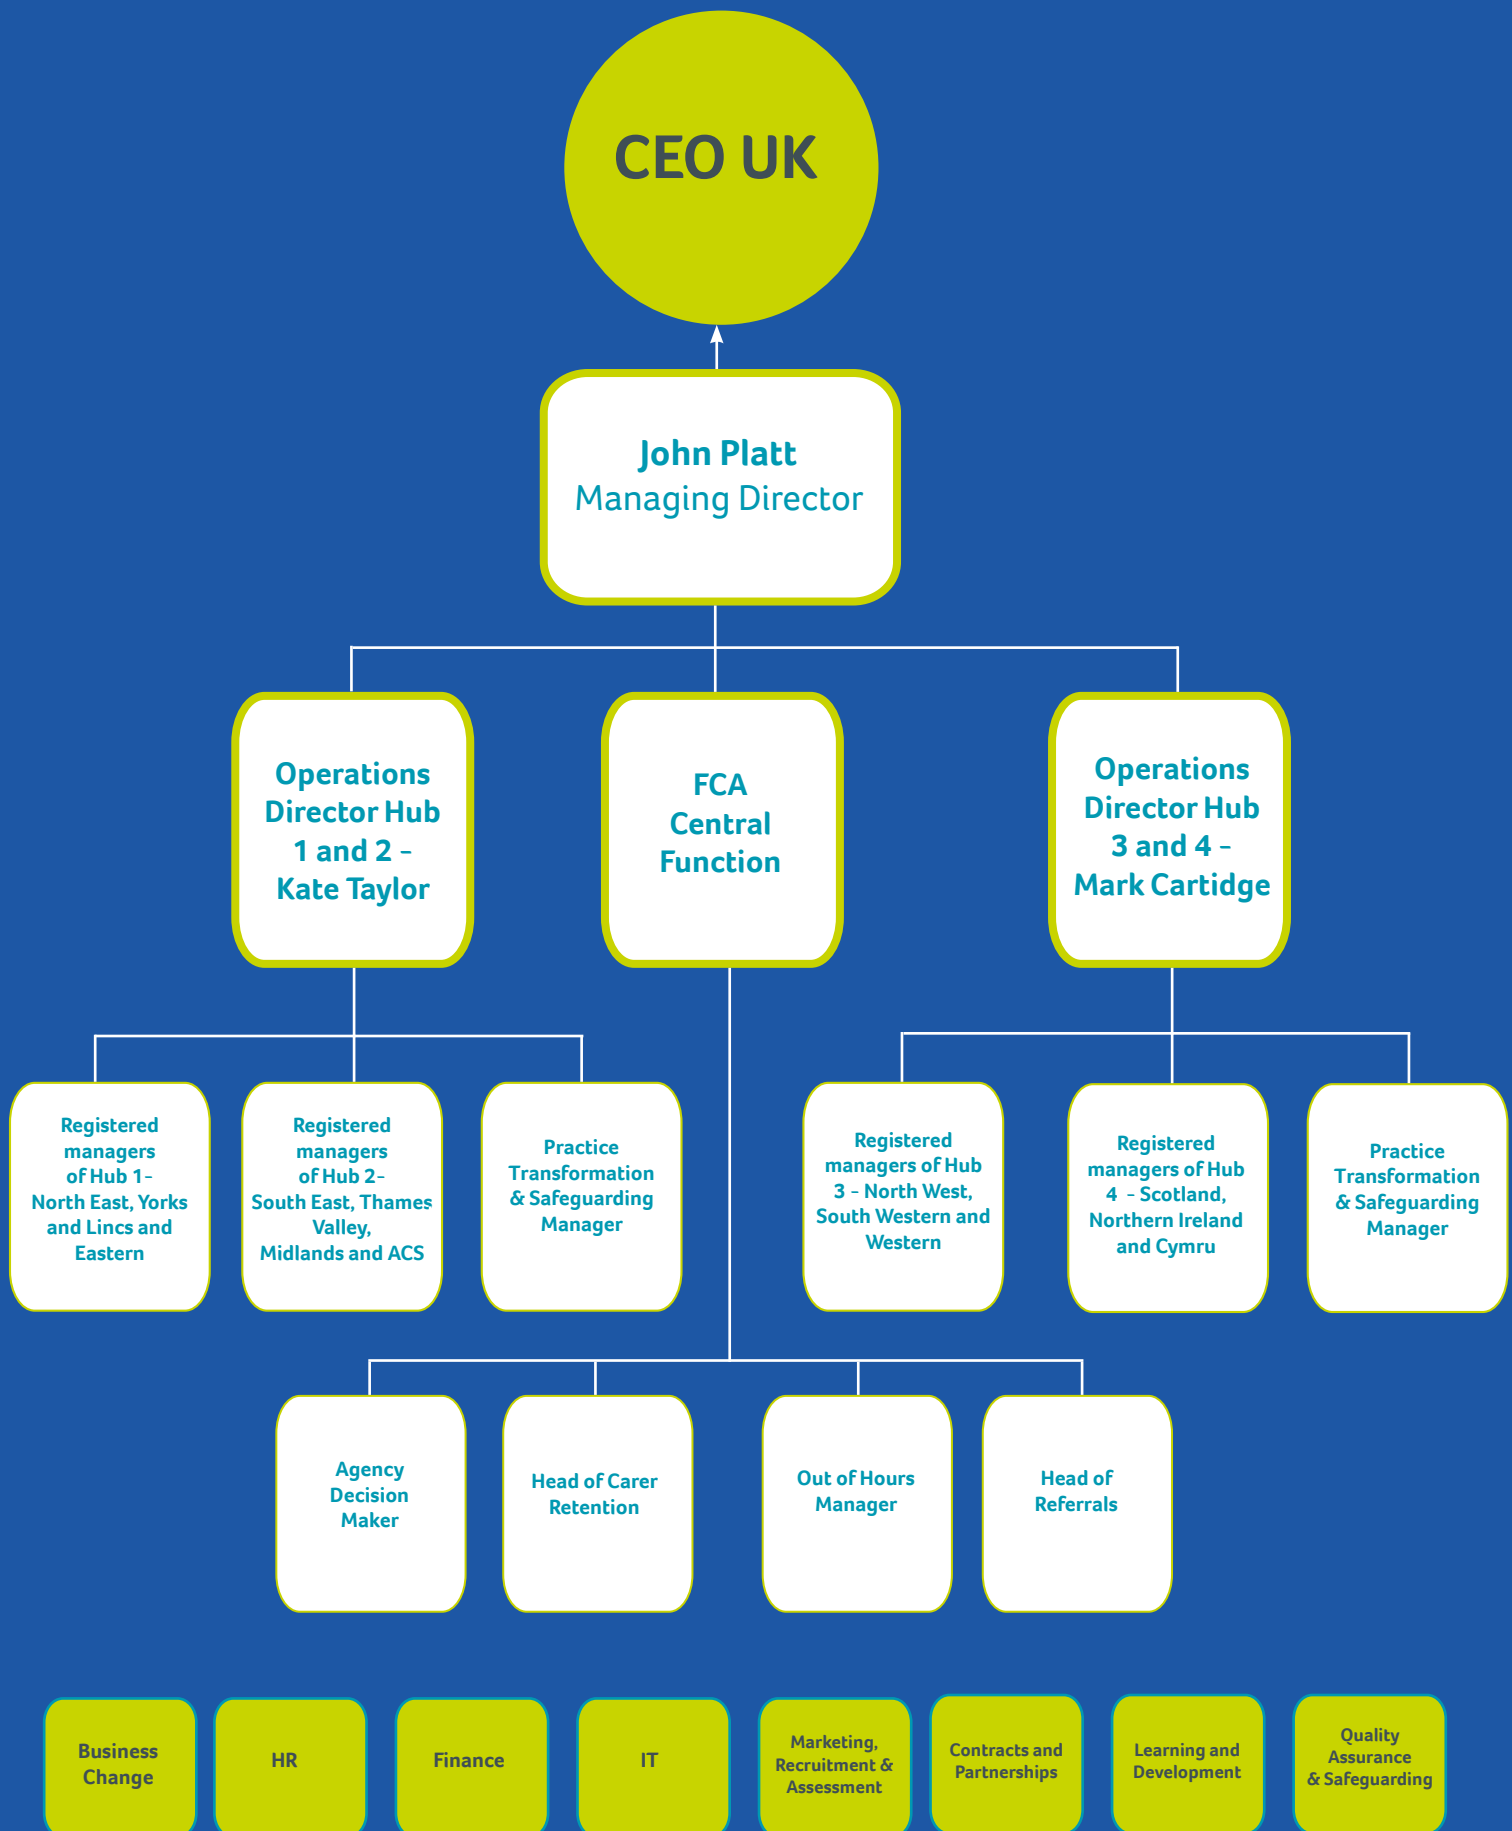 CEO UK
John Platt
Managing Director
Operations
Director Hub
1 and 2 -
Kate Taylor
FCA
Central
Function
Operations
Director Hub
3 and 4 -
Mark Cartidge
Registered
managers
of Hub 1-
North East, Yorks
and Lincs and
Eastern
Registered
managers
of Hub 2-
South East, Thames
Valley,
Midlands and ACS
Practice
Transformation
& Safeguarding
Manager
Registered
managers of Hub
3 - North West,
South Western and
Western
Registered
managers of Hub
4 - Scotland,
Northern Ireland
and Cymru
Practice
Transformation
& Safeguarding
Manager
Agency
Decision
Maker
Head of Carer
Retention
Out of Hours
Manager
Head of
Referrals
Business
Change
HR
Finance
IT
Marketing,
Recruitment &
Assessment
Contracts and
Partnerships
Learning and
Development
Quality
Assurance
& Safeguarding